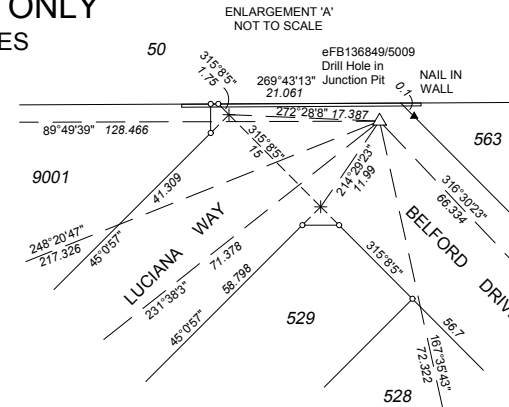 ONLY
ES
ENLARGEMENT 'A'
NOT TO SCALE
50
315°8'5"
1.75
eFB136849/5009
Drill Hole in
Junction Pit
269°43'13"
21.061
0.1
NAIL IN
WALL
272°28'8" 17.387
89°49'39" 128.466
563
315°8'5"
15
9001
41.309
214°29'23"
11.99
316°30'23"
66.334
248°20'47"
217.326
45°0'57"
LUCIANA WAY
BELFORD DRIV
71.378
231°38'3"
58.798
45°0'57"
315°8'5"
529
56.7
167°35'43"
72.322
528